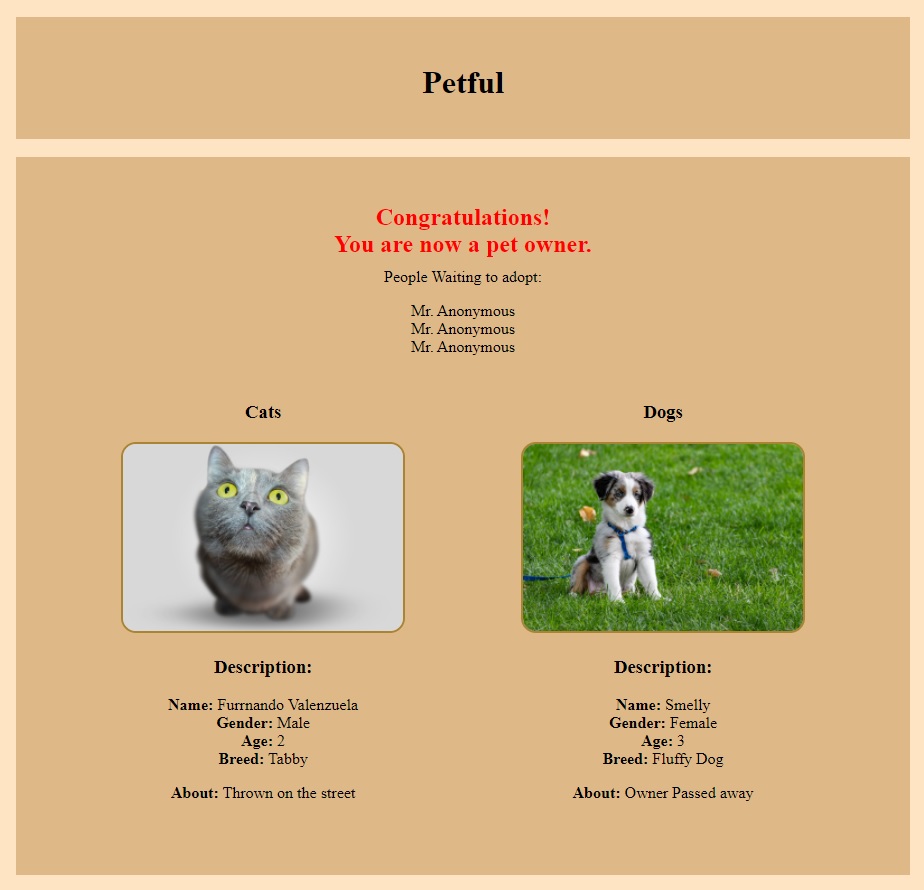 Petful
Congratulations!
You are now a pet owner.
People Waiting to adopt:
Mr. Anonymous
Mr. Anonymous
Mr. Anonymous
Cats
Description:
Name: Furrnando Valenzuela
Gender: Male
Age: 2
Breed: Tabby
About: Thrown on the street
Dogs
Description:
Name: Smelly
Gender: Female
Age: 3
Breed: Fluffy Dog
About: Owner Passed away